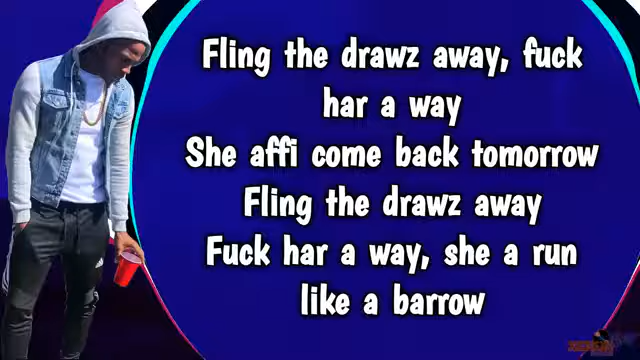 Fling the drawz away, fuck
har a way
She affi come back tomorrow
Fling the drawz away
Fuck har a way, she a run
like a barrow